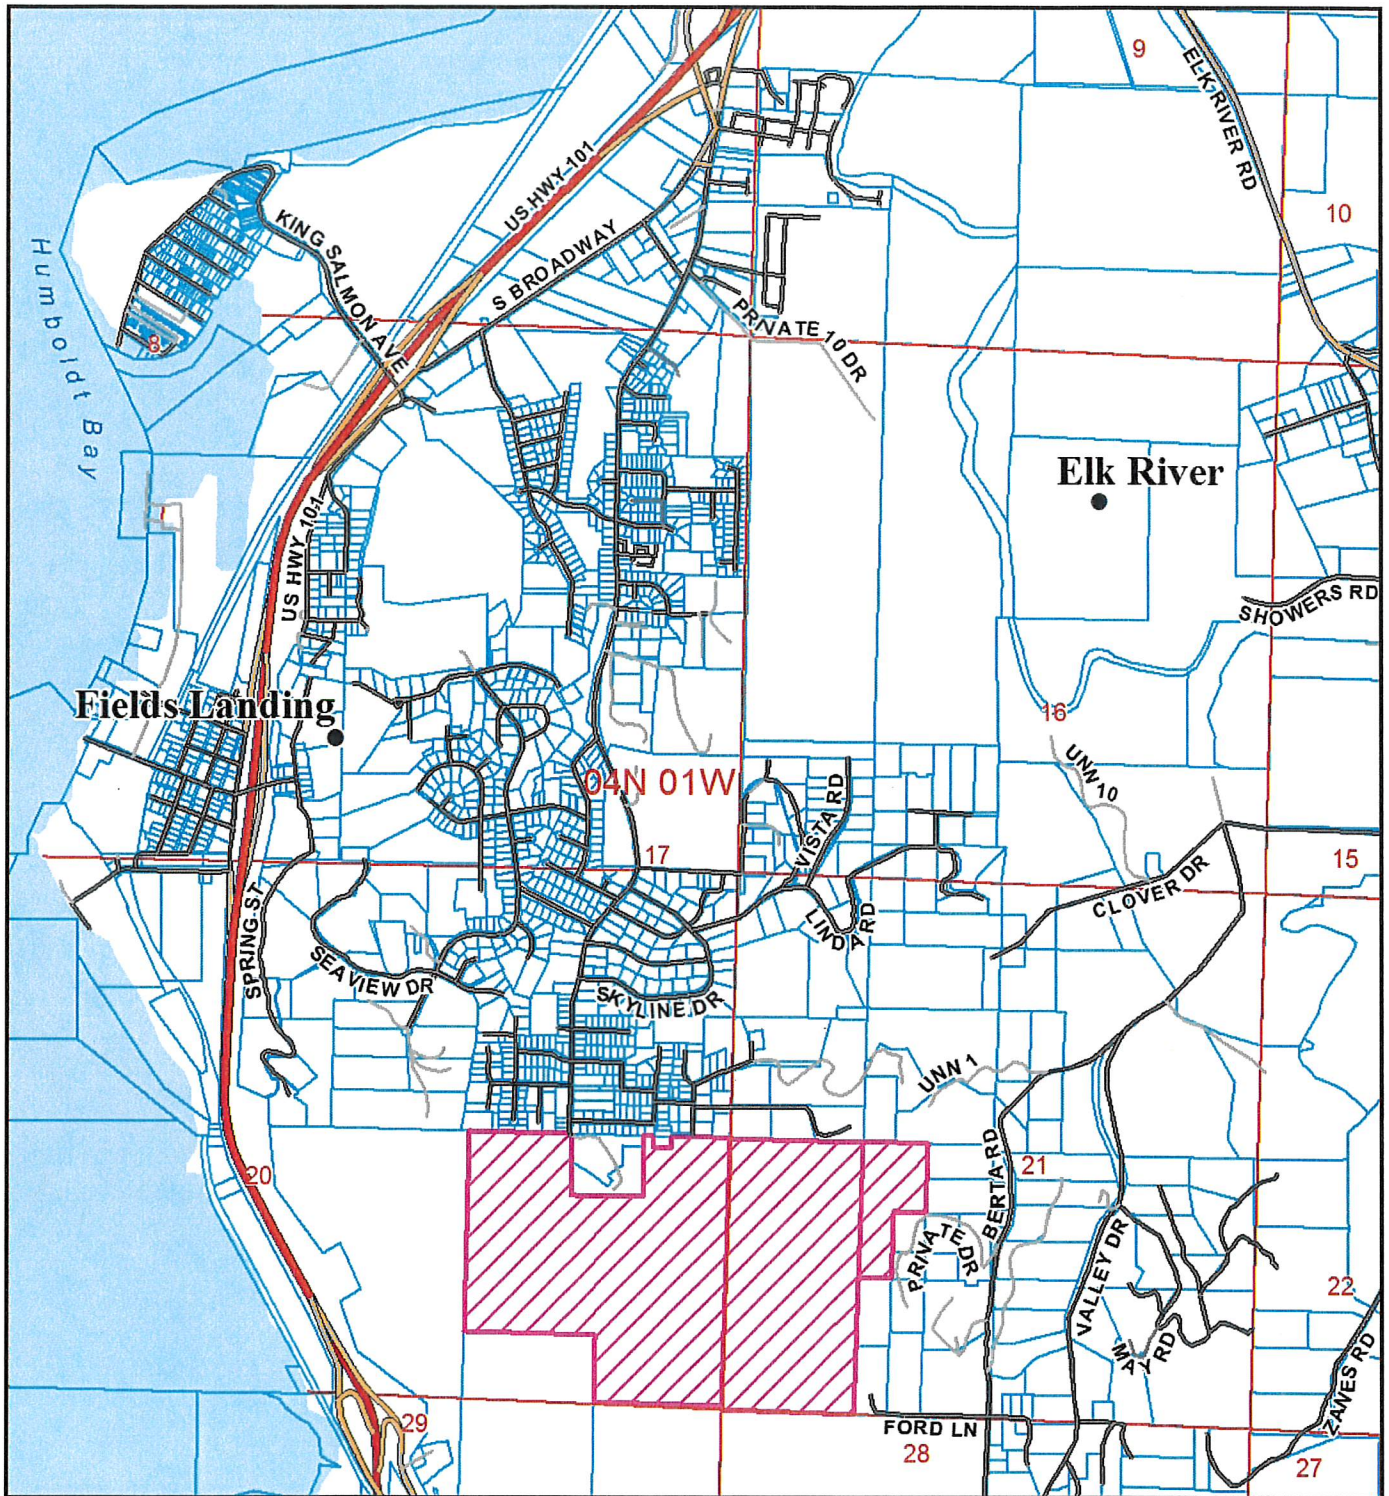 9
ELK RIVER RD
US HWY 101
10
KING SALMON AVE
S BROADWAY
Humboldt Bay
PRIVATE 10 DR
8
Elk River
US HWY 101
SHOWERS RD
Fields Landing
16
UNN 10
04N 01W
VISTA RD
17
15
CLOVER DR
LINDA RD
SPRING ST
SEAVIEW DR
SKYLINE DR
UNN 1
BERTA RD
21
20
PRIVATE DR
VALLEY DR
22
MAY RD
ZANES RD
29
FORD LN
28
27